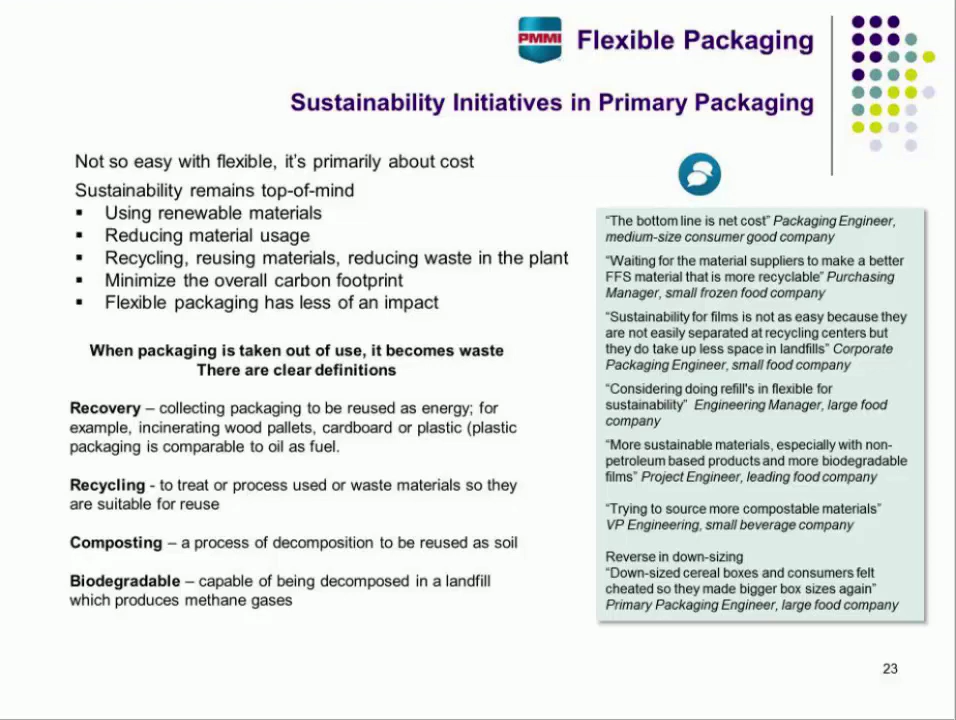 PMMI
Flexible Packaging
Sustainability Initiatives in Primary Packaging
Not so easy with flexible, it's primarily about cost
Sustainability remains top-of-mind
▪ Using renewable materials
▪ Reducing material usage
▪ Recycling, reusing materials, reducing waste in the plant
▪ Minimize the overall carbon footprint
▪ Flexible packaging has less of an impact
When packaging is taken out of use, it becomes waste
There are clear definitions
Recovery – collecting packaging to be reused as energy; for
example, incinerating wood pallets, cardboard or plastic (plastic
packaging is comparable to oil as fuel.
Recycling - to treat or process used or waste materials so they
are suitable for reuse
Composting – a process of decomposition to be reused as soil
Biodegradable – capable of being decomposed in a landfill
which produces methane gases
“The bottom line is net cost” Packaging Engineer,
medium-size consumer good company
“Waiting for the material suppliers to make a better
FFS material that is more recyclable” Purchasing
Manager, small frozen food company
“Sustainability for films is not as easy because they
are not easily separated at recycling centers but
they do take up less space in landfills” Corporate
Packaging Engineer, small food company
“Considering doing refill's in flexible for
sustainability” Engineering Manager, large food
company
“More sustainable materials, especially with non-
petroleum based products and more biodegradable
films” Project Engineer, leading food company
“Trying to source more compostable materials”
VP Engineering, small beverage company
Reverse in down-sizing
“Down-sized cereal boxes and consumers felt
cheated so they made bigger box sizes again”
Primary Packaging Engineer, large food company
23